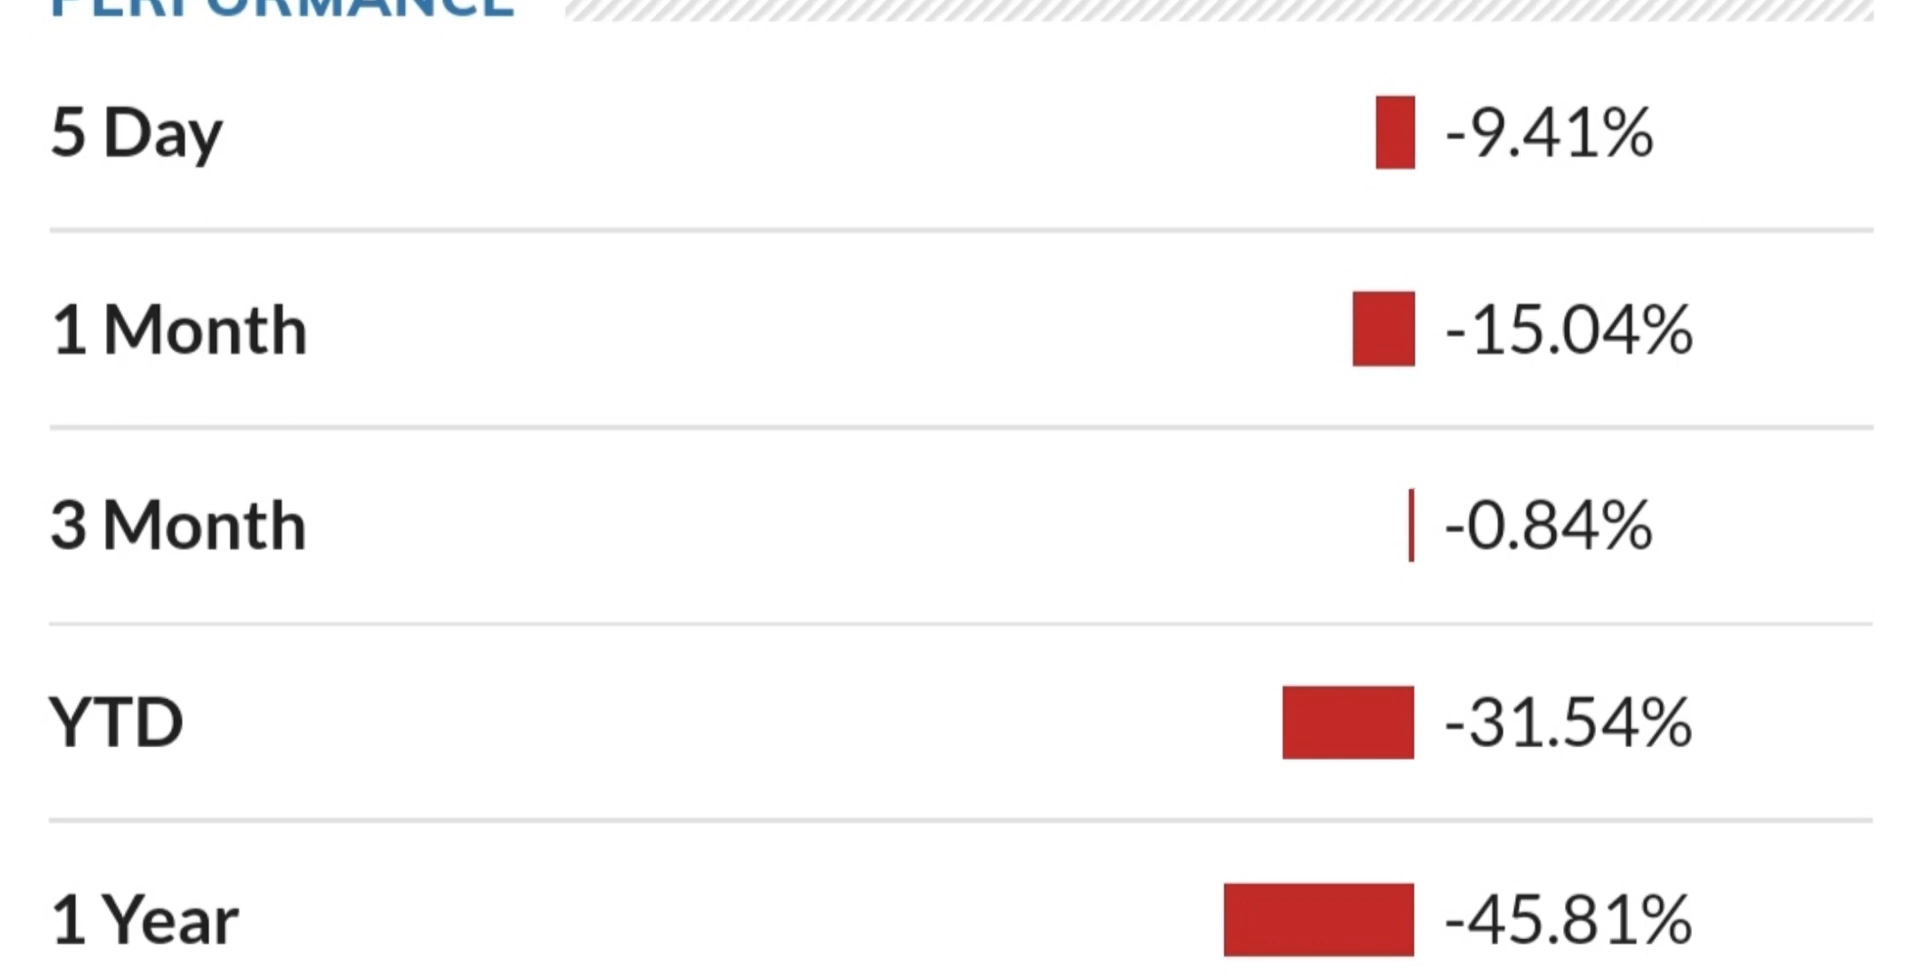 PERFORMANCE
5 Day -9.41%
1 Month -15.04%
3 Month -0.84%
YTD -31.54%
1 Year -45.81%